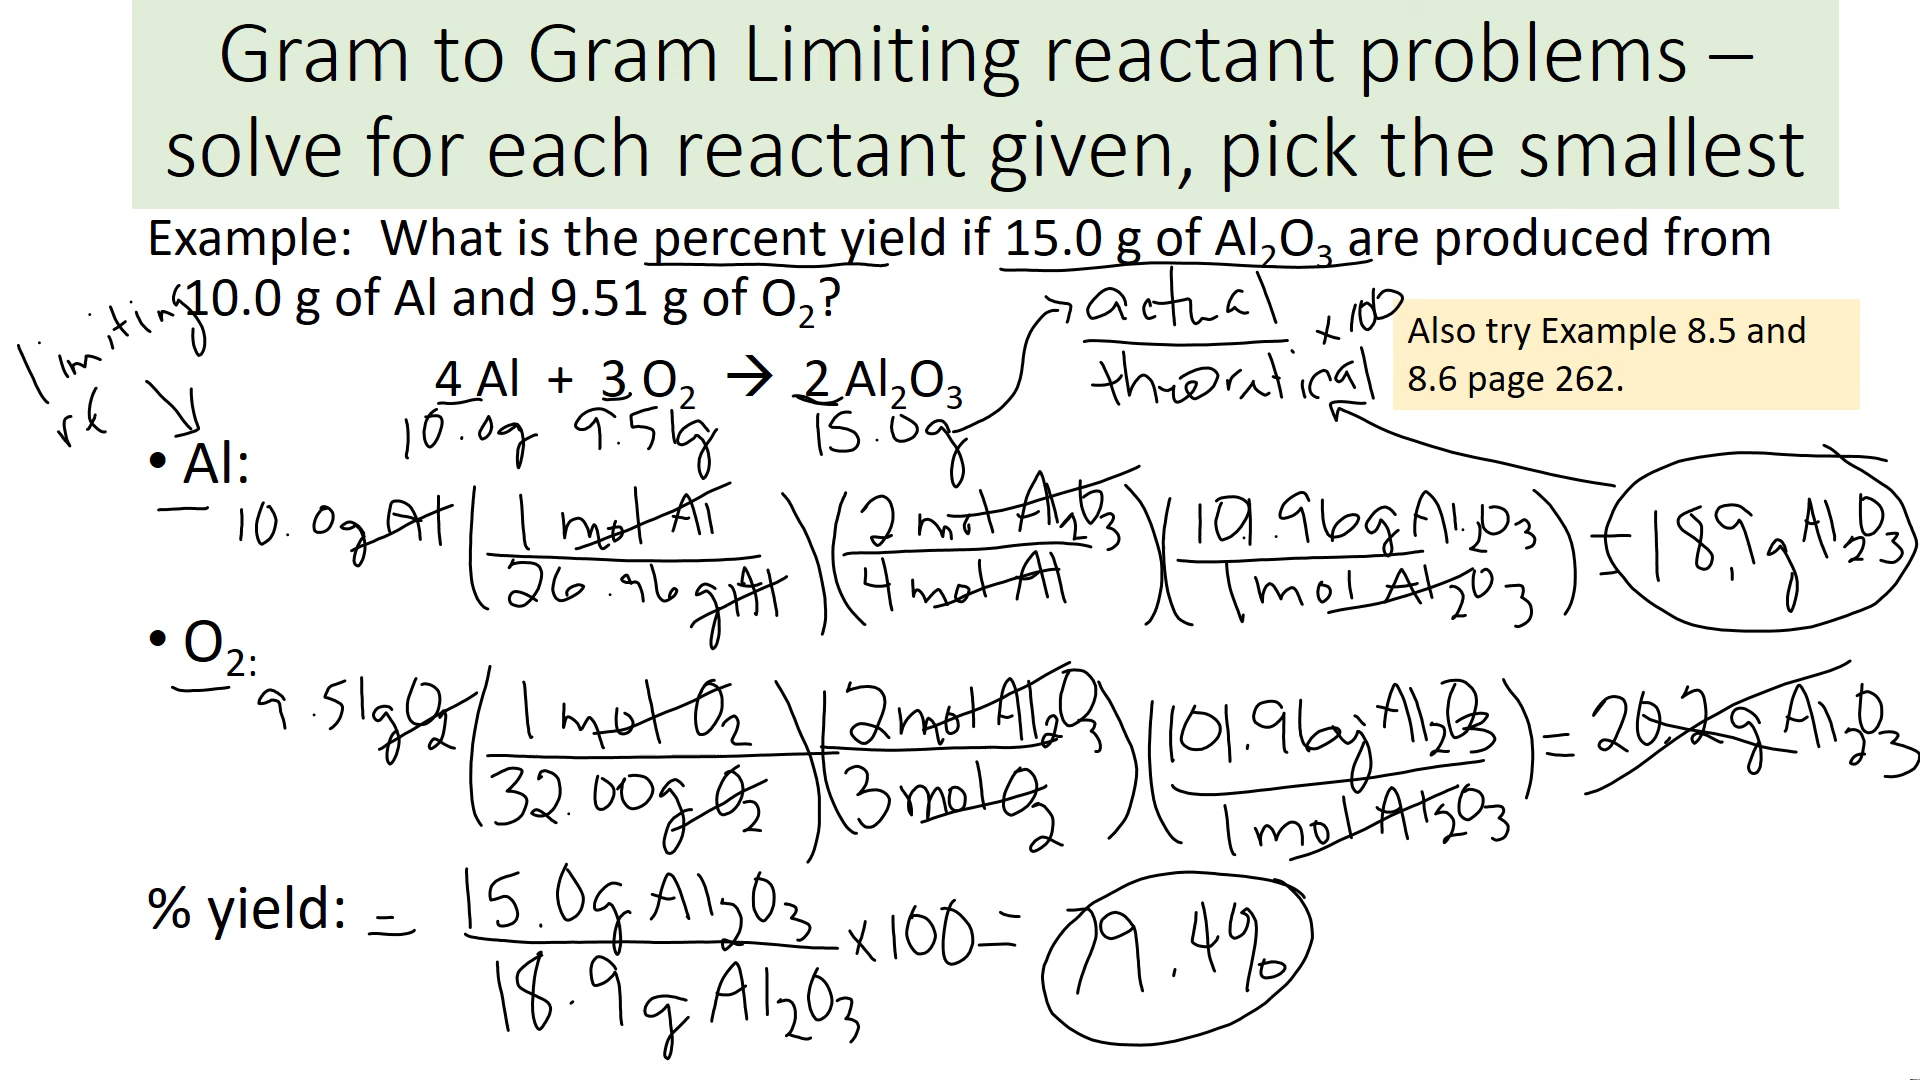 Gram to Gram Limiting reactant problems –
solve for each reactant given, pick the smallest
Example: What is the percent yield if 15.0 g of Al₂O₃ are produced from
10.0 g of Al and 9.51 g of O₂?
limiting
rx
actual
theoratical
× 100
Also try Example 8.5 and
8.6 page 262.
4 Al + 3 O₂ → 2 Al₂O₃
10.0g 9.51g 15.0g
• Al:
10.0g Al (1 mol Al / 26.96 g Al) (2 mol Al₂O₃ / 4 mol Al) (101.96g Al₂O₃ / 1 mol Al₂O₃) = 18.9g Al₂O₃
• O₂:
9.51g O₂ (1 mol O₂ / 32.00g O₂) (2 mol Al₂O₃ / 3 mol O₂) (101.96g Al₂O₃ / 1 mol Al₂O₃) = 20.2g Al₂O₃
% yield: = 15.0g Al₂O₃ / 18.9g Al₂O₃ × 100 = 79.4%